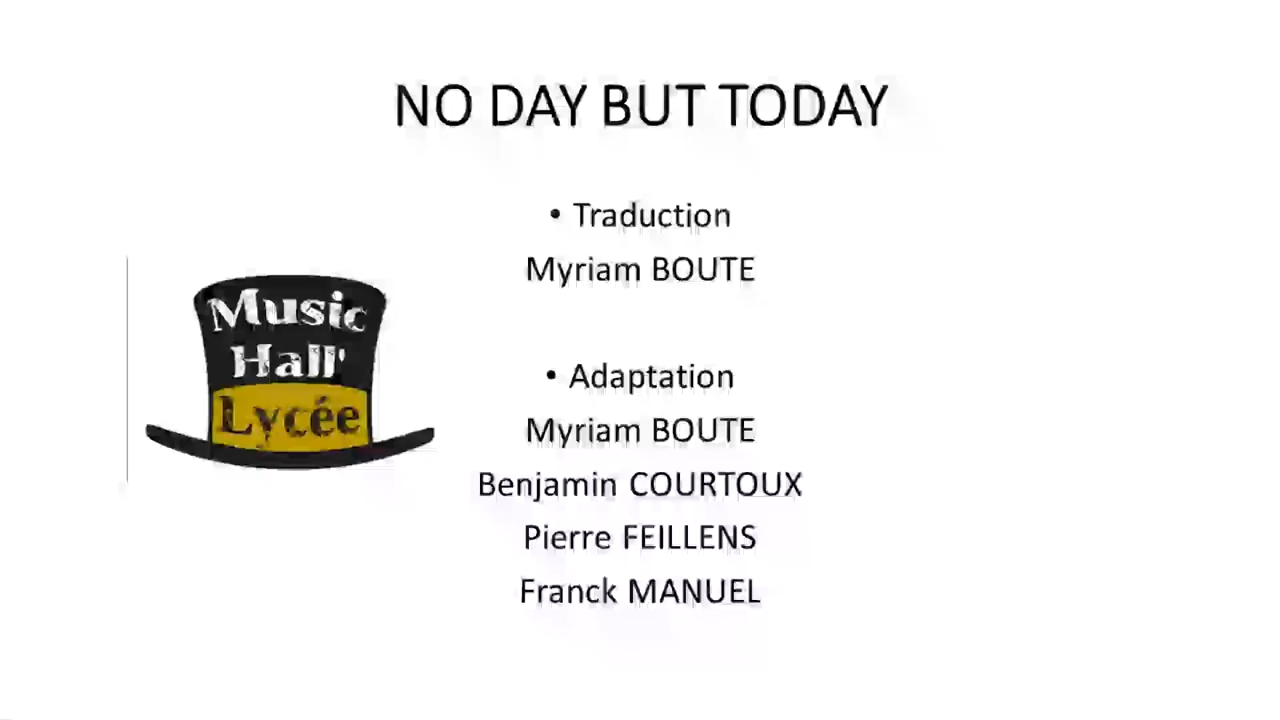 NO DAY BUT TODAY
• Traduction
Myriam BOUTE
Music
Hall'
Lycée
• Adaptation
Myriam BOUTE
Benjamin COURTOUX
Pierre FEILLENS
Franck MANUEL